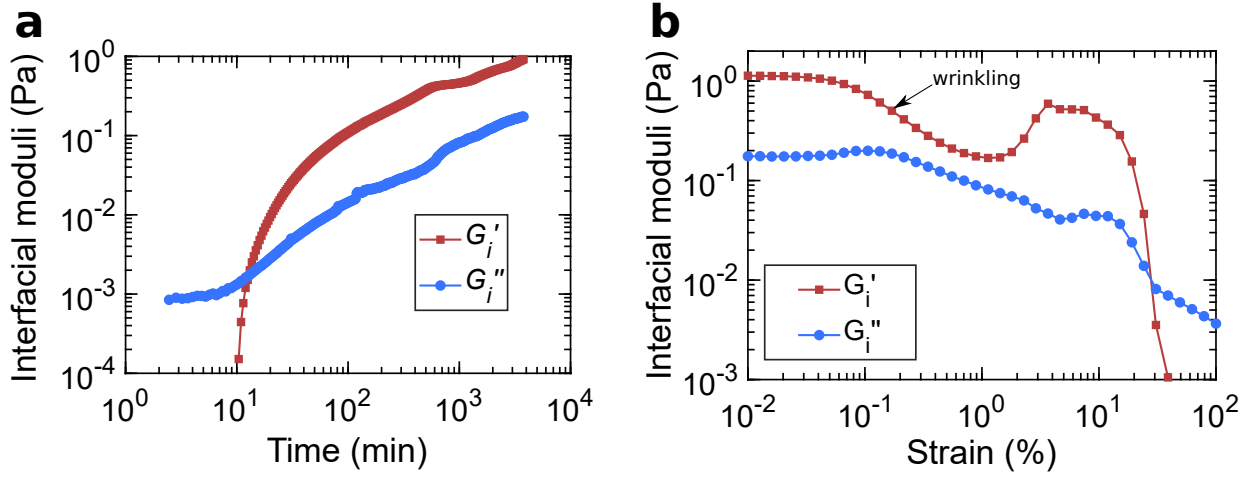 a
Interfacial moduli (Pa)
10^0
10^-1
10^-2
10^-3
10^-4
G_i'
G_i''
10^0 10^1 10^2 10^3 10^4
Time (min)
b
Interfacial moduli (Pa)
10^0
10^-1
10^-2
10^-3
wrinkling
G_i'
G_i"
10^-2 10^-1 10^0 10^1 10^2
Strain (%)